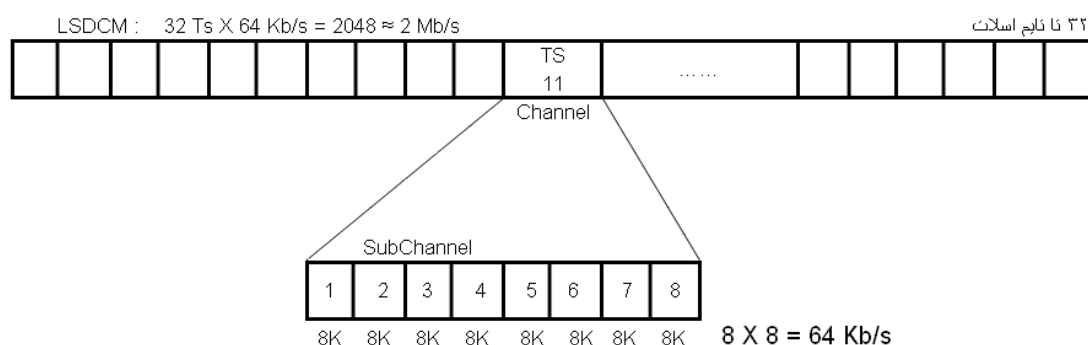 LSDCM : 32 Ts X 64 Kb/s = 2048 ≈ 2 Mb/s
۳۲ تا تایم اسلات
TS
11
......
Channel
SubChannel
1 2 3 4 5 6 7 8
8K 8K 8K 8K 8K 8K 8K 8K
8 X 8 = 64 Kb/s